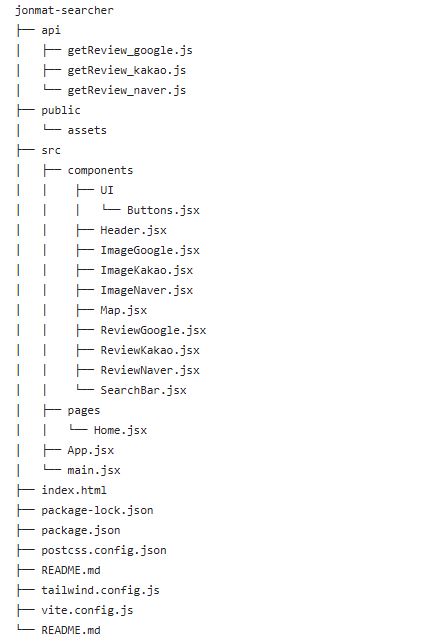 jonmat-searcher
├── api
│   ├── getReview_google.js
│   ├── getReview_kakao.js
│   └── getReview_naver.js
├── public
│   └── assets
├── src
│   ├── components
│   │   ├── UI
│   │   │   └── Buttons.jsx
│   │   ├── Header.jsx
│   │   ├── ImageGoogle.jsx
│   │   ├── ImageKakao.jsx
│   │   ├── ImageNaver.jsx
│   │   ├── Map.jsx
│   │   ├── ReviewGoogle.jsx
│   │   ├── ReviewKakao.jsx
│   │   ├── ReviewNaver.jsx
│   │   └── SearchBar.jsx
│   ├── pages
│   │   └── Home.jsx
│   ├── App.jsx
│   └── main.jsx
├── index.html
├── package-lock.json
├── package.json
├── postcss.config.json
├── README.md
├── tailwind.config.js
├── vite.config.js
└── README.md